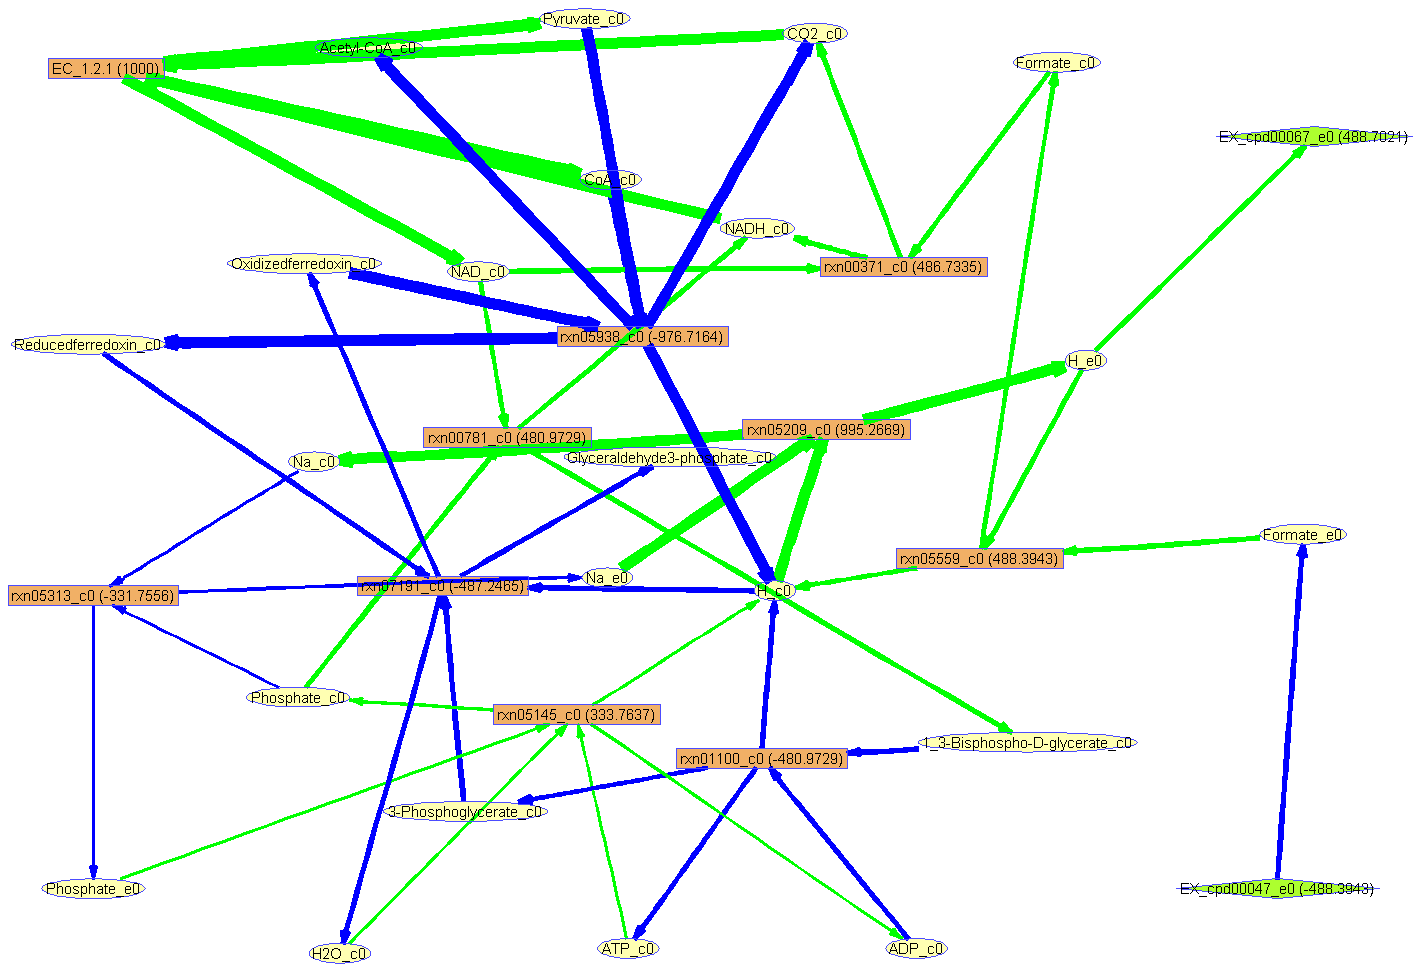 Pyruvate_c0
CO2_c0
Acetyl-CoA_c0
Formate_c0
EC_1.2.1 (1000)
EX_cpd00067_e0 (488.7021)
CoA_c0
NADH_c0
Oxidizedferredoxin_c0
NAD_c0
rxn00371_c0 (486.7335)
rxn05938_c0 (-976.7164)
Reducedferredoxin_c0
H_e0
rxn05209_c0 (995.2669)
rxn00781_c0 (480.9729)
Na_c0
Glyceraldehyde3-phosphate_c0
Formate_e0
rxn05559_c0 (488.3943)
Na_e0
rxn07191_c0 (-487.2465)
H_c0
rxn05313_c0 (-331.7556)
Phosphate_c0
rxn05145_c0 (333.7637)
1_3-Bisphospho-D-glycerate_c0
rxn01100_c0 (-480.9729)
3-Phosphoglycerate_c0
Phosphate_e0
EX_cpd00047_e0 (-488.3943)
H2O_c0
ATP_c0
ADP_c0